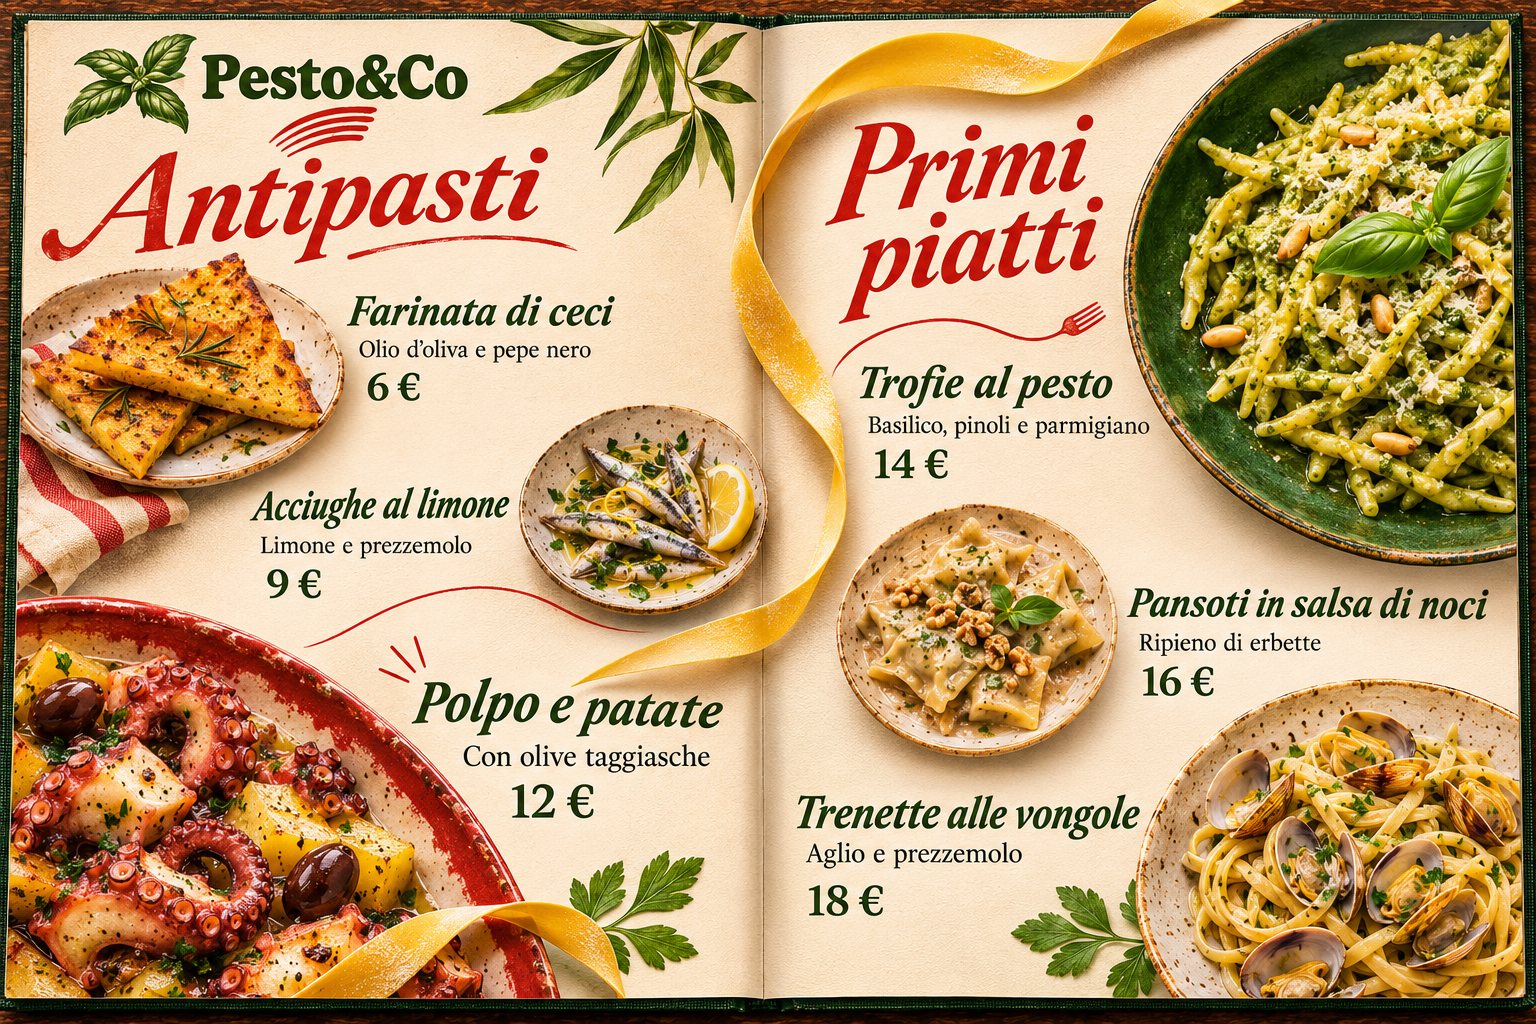 Pesto&Co
Antipasti
Farinata di ceci
Olio d'oliva e pepe nero
6 €
Acciughe al limone
Limone e prezzemolo
9 €
Polpo e patate
Con olive taggiasche
12 €
Primi
piatti
Trofie al pesto
Basilico, pinoli e parmigiano
14 €
Pansoti in salsa di noci
Ripieno di erbette
16 €
Trenette alle vongole
Aglio e prezzemolo
18 €